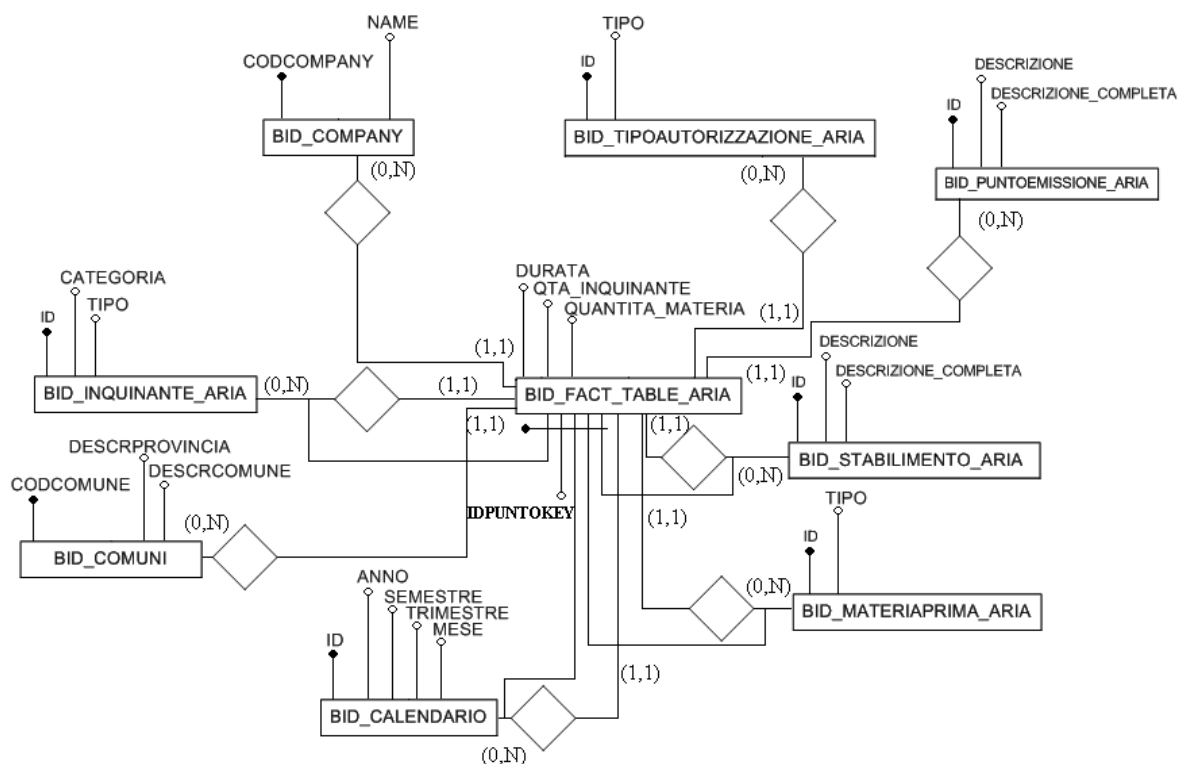 NAME
TIPO
CODCOMPANY
ID
DESCRIZIONE
DESCRIZIONE_COMPLETA
ID
BID_COMPANY
BID_TIPOAUTORIZZAZIONE_ARIA
(0,N)
(0,N)
BID_PUNTOEMISSIONE_ARIA
(0,N)
CATEGORIA
DURATA
QTA_INQUINANTE
TIPO
QUANTITA_MATERIA
ID
(1,1)
(1,1)
DESCRIZIONE
(1,1)
DESCRIZIONE_COMPLETA
ID
BID_INQUINANTE_ARIA
(0,N)
(1,1)
BID_FACT_TABLE_ARIA
(1,1)
(1,1)
DESCRPROVINCIA
BID_STABILIMENTO_ARIA
DESCRCOMUNE
(0,N)
CODCOMUNE
TIPO
IDPUNTOKEY
(0,N)
(1,1)
ID
BID_COMUNI
ANNO
SEMESTRE
(0,N)
TRIMESTRE
BID_MATERIAPRIMA_ARIA
MESE
ID
(1,1)
BID_CALENDARIO
(0,N)